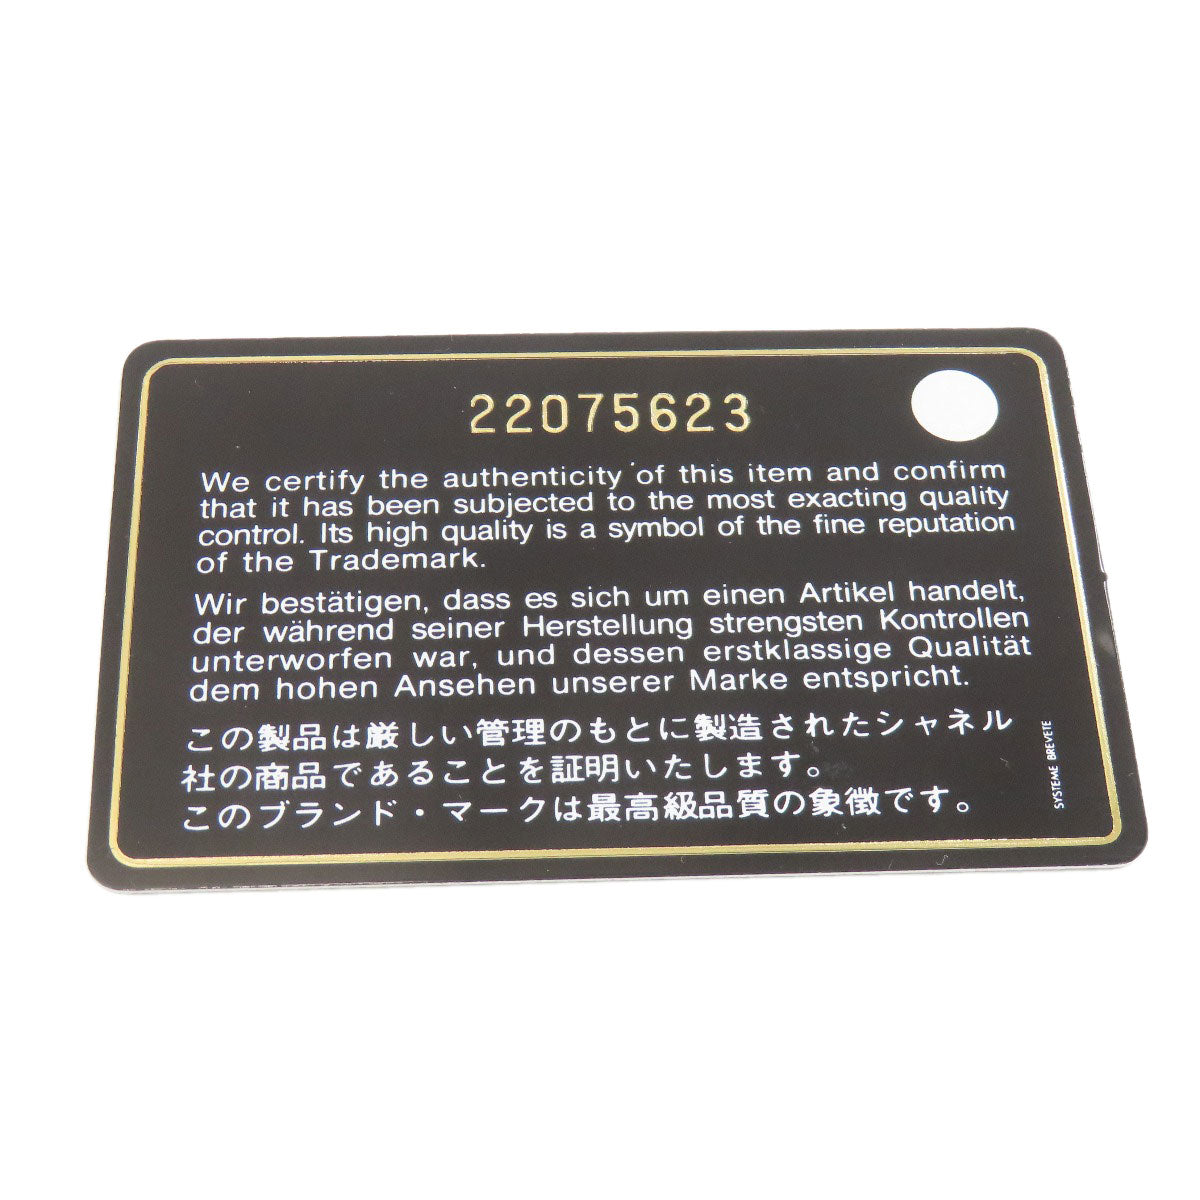 22075623
We certify the authenticity of this item and confirm
that it has been subjected to the most exacting quality
control. Its high quality is a symbol of the fine reputation
of the Trademark.
Wir bestätigen, dass es sich um einen Artikel handelt,
der während seiner Herstellung strengsten Kontrollen
unterworfen war, und dessen erstklassige Qualität
dem hohen Ansehen unserer Marke entspricht.
この製品は厳しい管理のもとに製造されたシャネル
社の商品であることを証明いたします。
このブランド・マークは最高級品質の象徴です。
SYSTEME BREVETE